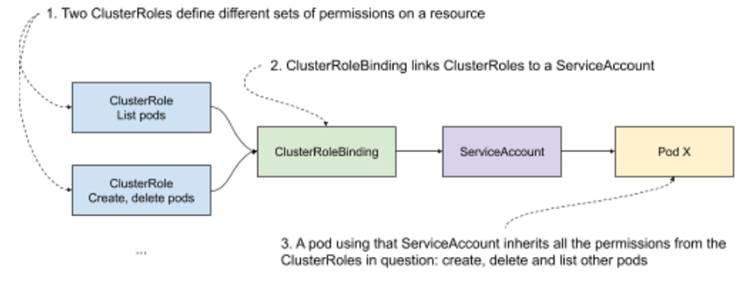 1. Two ClusterRoles define different sets of permissions on a resource
2. ClusterRoleBinding links ClusterRoles to a ServiceAccount
ClusterRole
List pods
ClusterRoleBinding
ServiceAccount
Pod X
ClusterRole
Create, delete pods
...
3. A pod using that ServiceAccount inherits all the permissions from the
ClusterRoles in question: create, delete and list other pods